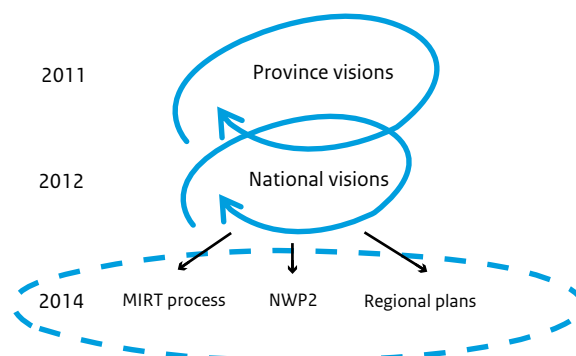 2011 Province visions
2012 National visions
2014 MIRT process NWP2 Regional plans